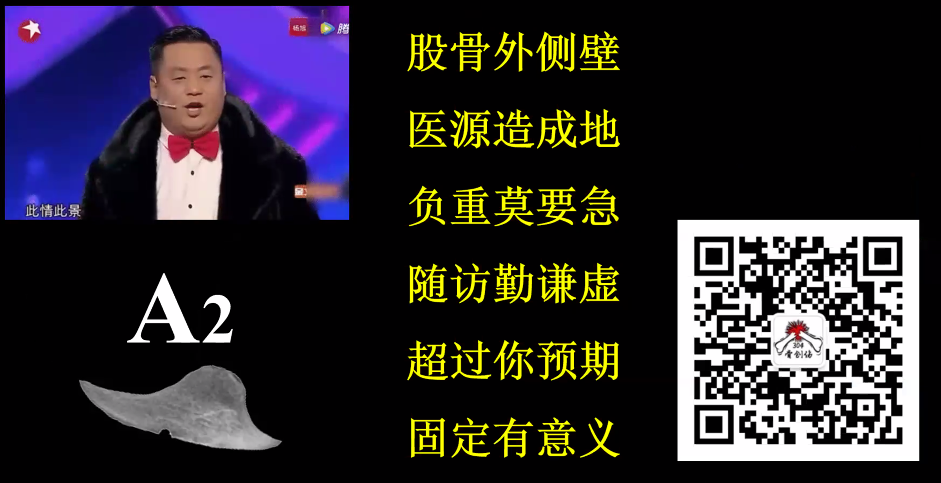 杨旭
腾
此情此景
A2
股骨外侧壁
医源造成地
负重莫要急
随访勤谦虚
超过你预期
固定有意义
304
骨创伤